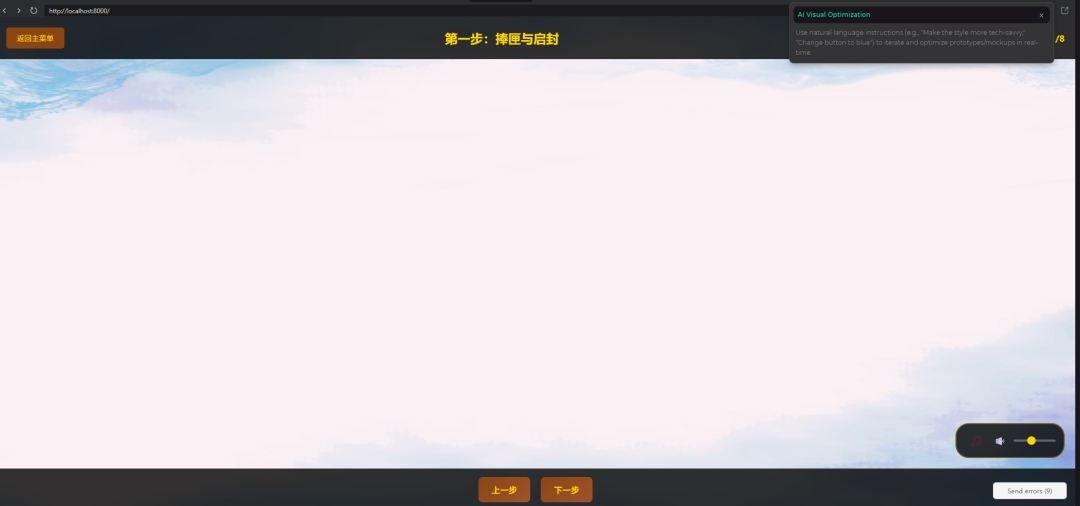 http://localhost:8000/
AI Visual Optimization
×
Use natural language instructions (e.g., "Make the style more tech-savvy,"
"Change button to blue") to iterate and optimize prototypes/mockups in real-
time.
返回主菜单
第一步：捧匣与启封
/8
上一步
下一步
Send errors (9)